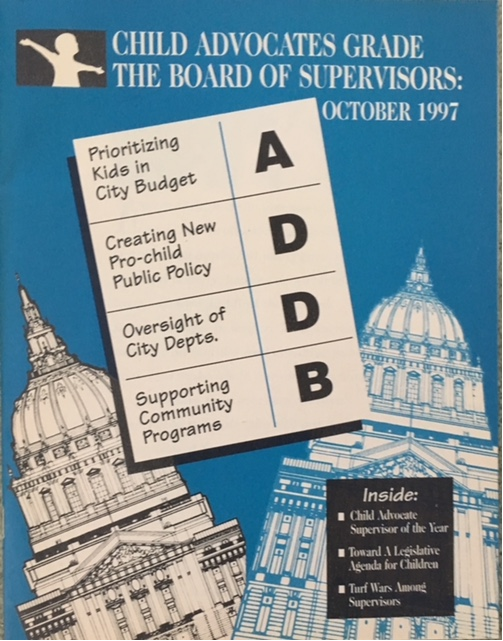 CHILD ADVOCATES GRADE
THE BOARD OF SUPERVISORS:
OCTOBER 1997
Prioritizing
Kids in
City Budget
A
Creating New
Pro-child
Public Policy
D
Oversight of
City Depts.
D
Supporting
Community
Programs
B
Inside:
Child Advocate
Supervisor of the Year
Toward A Legislative
Agenda for Children
Turf Wars Among
Supervisors